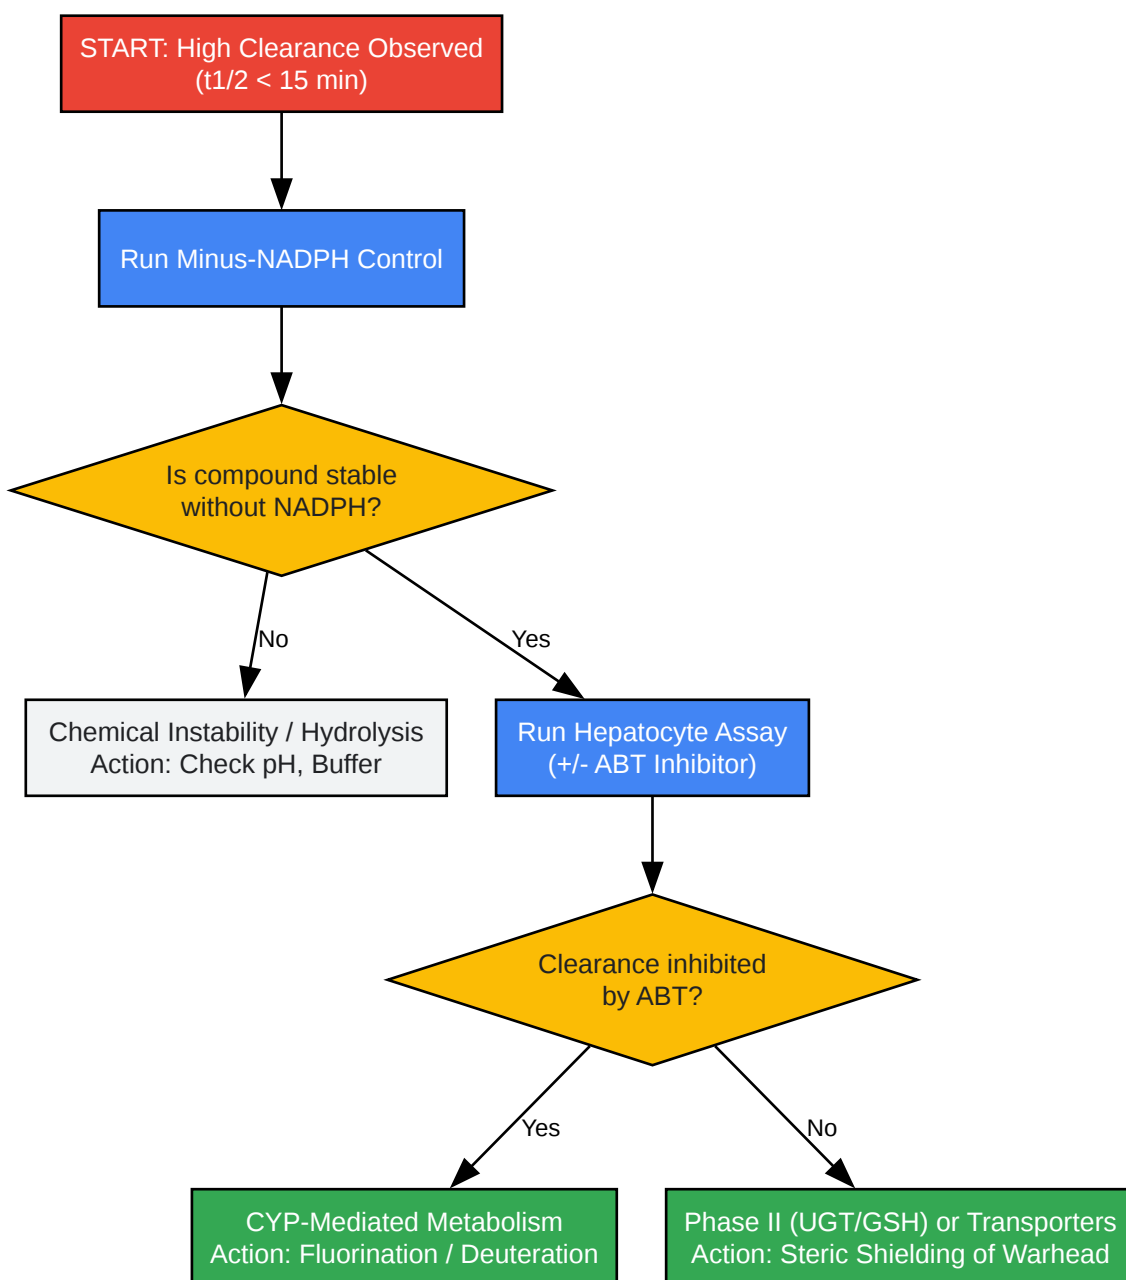 START: High Clearance Observed
(t1/2 < 15 min)
Run Minus-NADPH Control
Is compound stable
without NADPH?
No
Yes
Chemical Instability / Hydrolysis
Action: Check pH, Buffer
Run Hepatocyte Assay
(+/- ABT Inhibitor)
Clearance inhibited
by ABT?
Yes
No
CYP-Mediated Metabolism
Action: Fluorination / Deuteration
Phase II (UGT/GSH) or Transporters
Action: Steric Shielding of Warhead